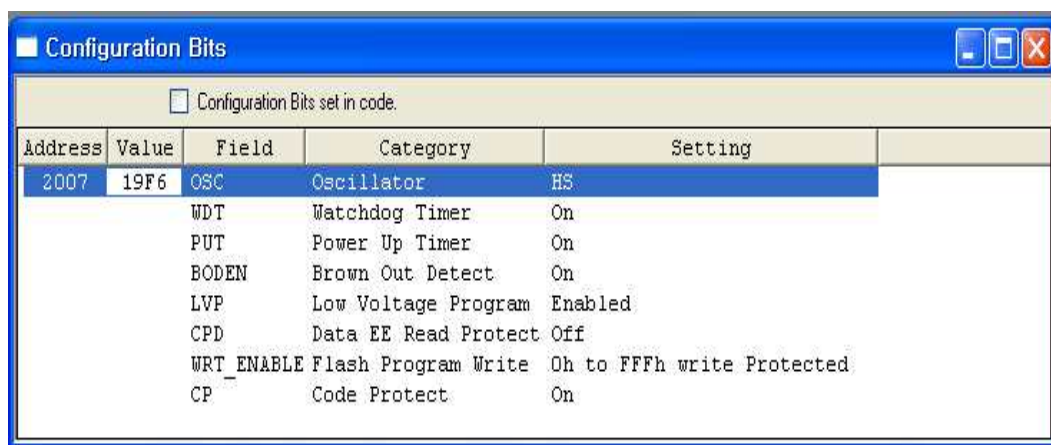 Configuration Bits
Configuration Bits set in code.
Address Value Field Category Setting
2007 19F6 OSC Oscillator HS
WDT Watchdog Timer On
PUT Power Up Timer On
BODEN Brown Out Detect On
LVP Low Voltage Program Enabled
CPD Data EE Read Protect Off
WRT_ENABLE Flash Program Write 0h to FFFh write Protected
CP Code Protect On